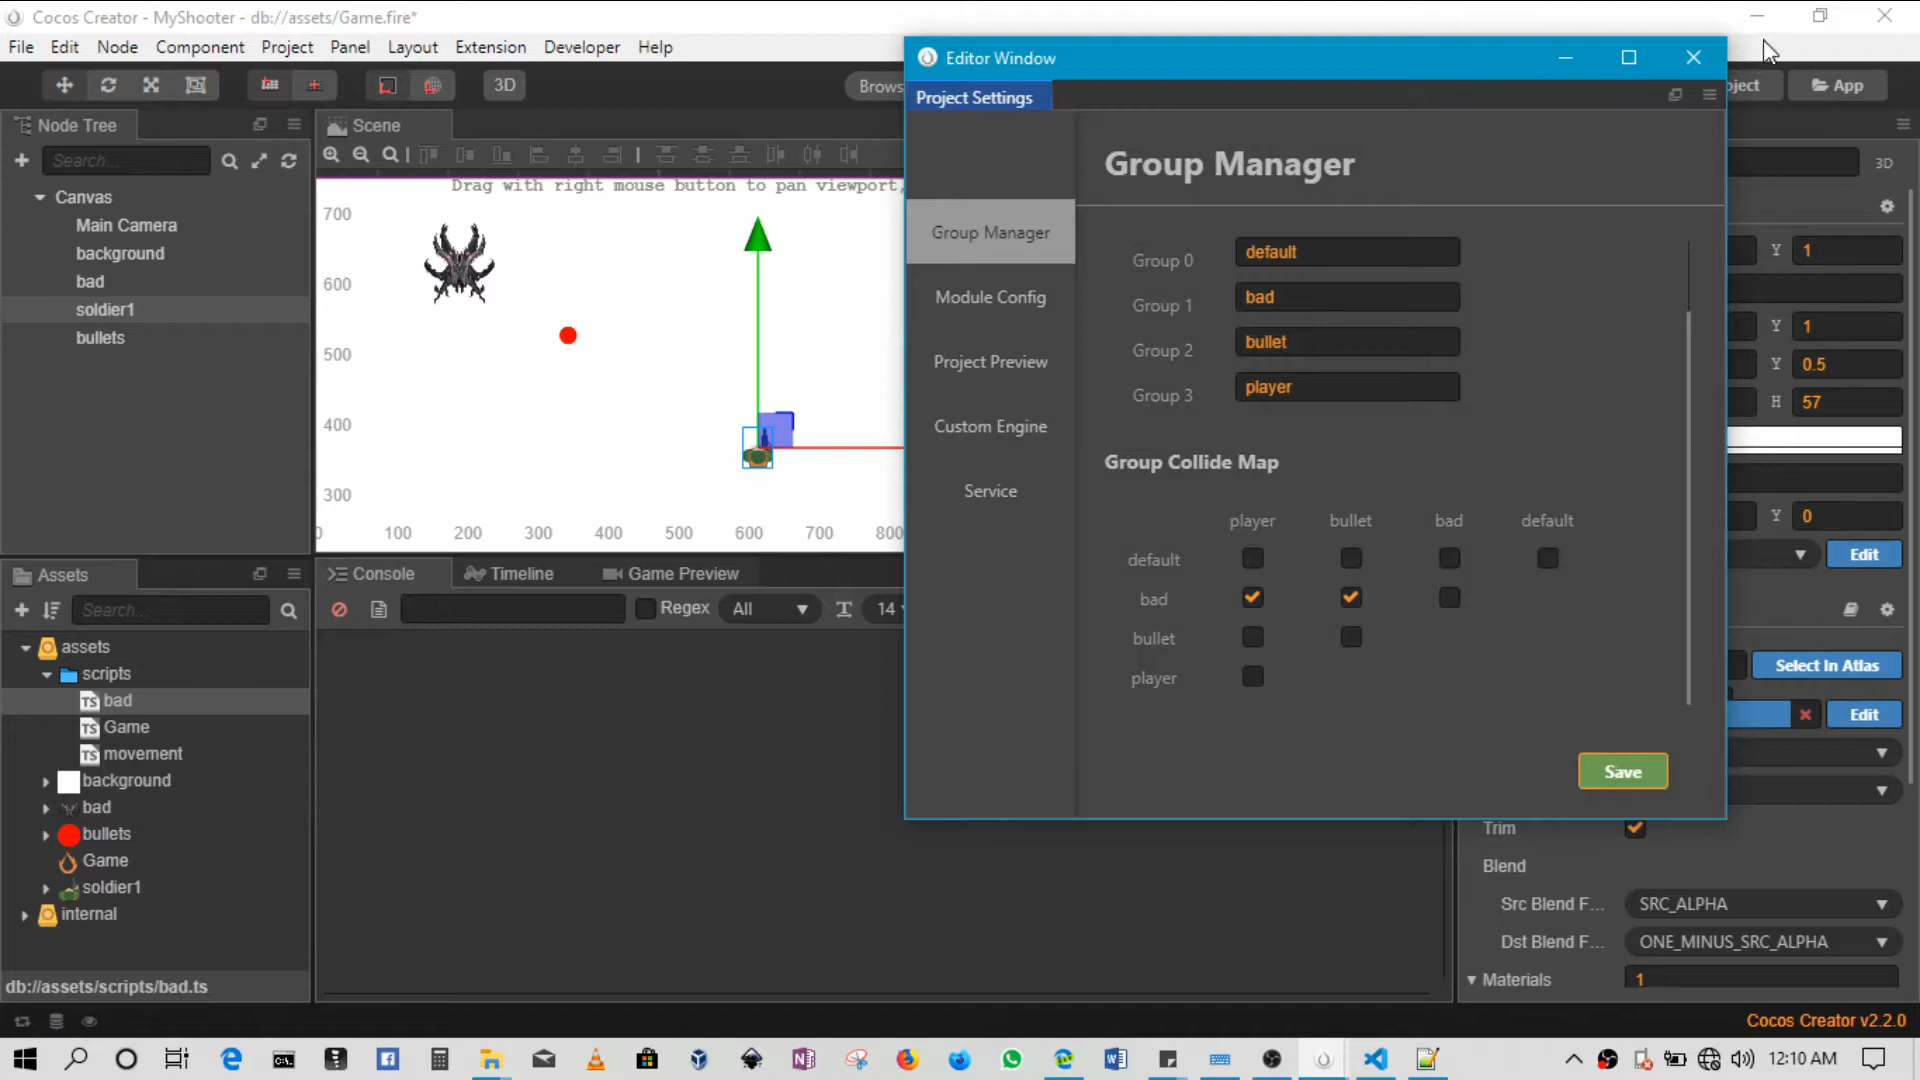 Cocos Creator - MyShooter - db://assets/Game.fire*
File Edit Node Component Project Panel Layout Extension Developer Help
3D
App
Node Tree
Search...
Canvas
Main Camera
background
bad
soldier1
bullets
Scene
Drag with right mouse button to pan viewport,
700
600
500
400
300
100 200 300 400 500 600 700
Editor Window
Project Settings
Group Manager
Module Config
Project Preview
Custom Engine
Service
Group Manager
Group 0 default
Group 1 bad
Group 2 bullet
Group 3 player
Group Collide Map
player bullet bad default
default
bad
bullet
player
Save
3D
Y 1
Y 1
Y 0.5
H 57
Y 0
Edit
Select In Atlas
Edit
Trim
Blend
Src Blend F... SRC_ALPHA
Dst Blend F... ONE_MINUS_SRC_ALPHA
Materials 1
Assets
Search...
assets
scripts
TS bad
TS Game
TS movement
background
bad
bullets
Game
soldier1
internal
db://assets/scripts/bad.ts
Console Timeline Game Preview
Regex All 14
Cocos Creator v2.2.0
12:10 AM